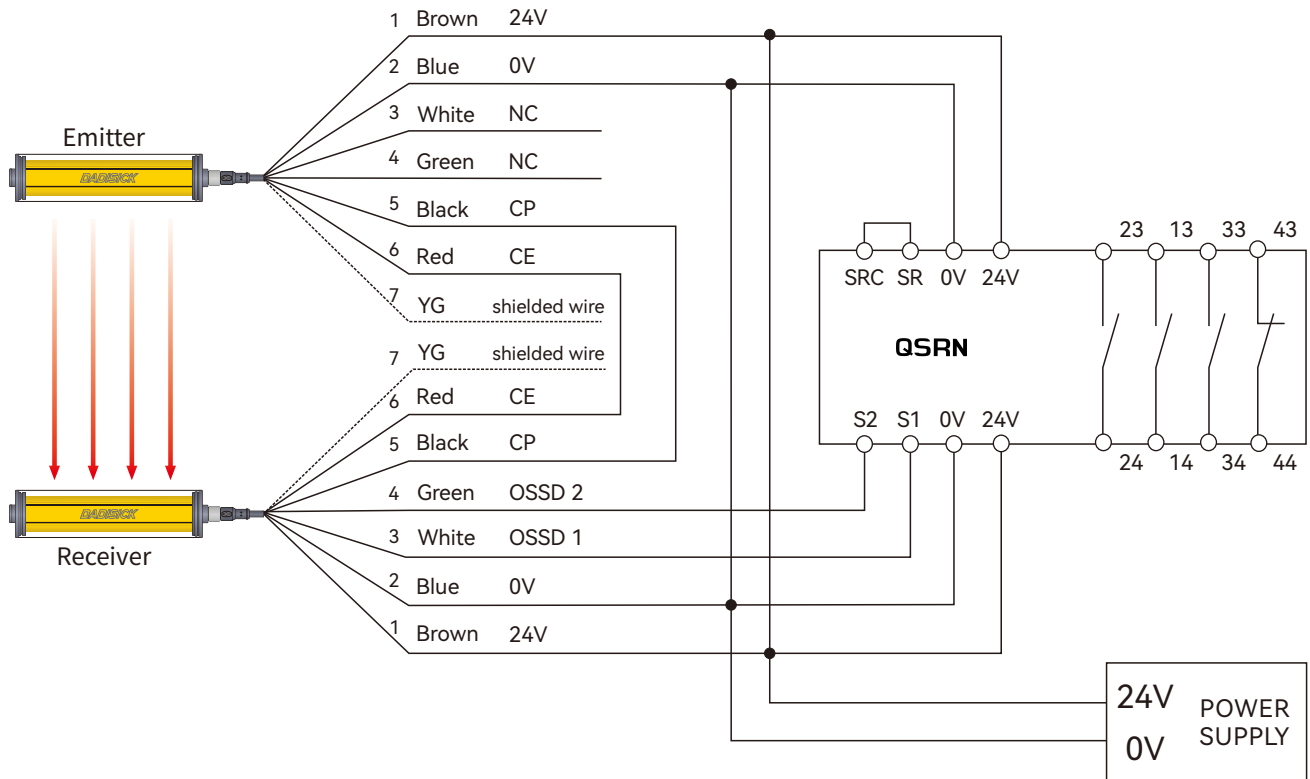 1 Brown 24V
2 Blue 0V
3 White NC
4 Green NC
5 Black CP
6 Red CE
7 YG shielded wire
Emitter
DADISICK
7 YG shielded wire
6 Red CE
5 Black CP
4 Green OSSD 2
3 White OSSD 1
2 Blue 0V
1 Brown 24V
DADISICK
Receiver
23 13 33 43
SRC SR 0V 24V
QSRN
S2 S1 0V 24V
24 14 34 44
24V
0V
POWER
SUPPLY